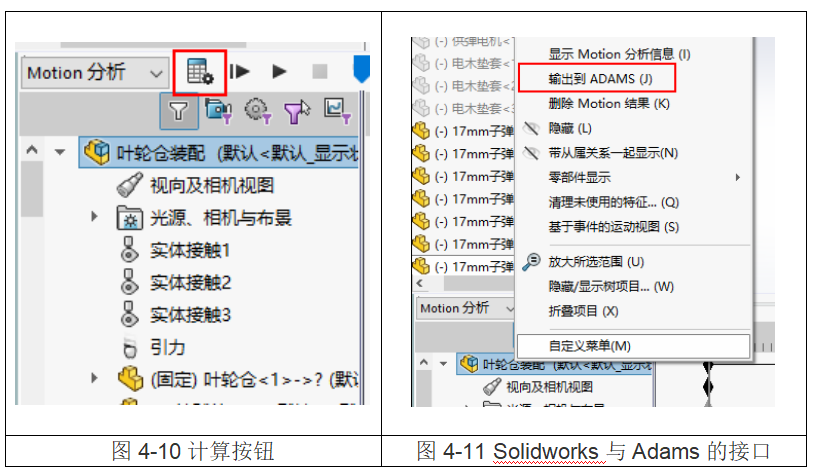 Motion 分析
叶轮仓装配 (默认<默认_显示状
视向及相机视图
光源、相机与布景
实体接触1
实体接触2
实体接触3
引力
(固定) 叶轮仓<1>->? (默认
图 4-10 计算按钮
(-) 供弹电机<1
(-) 电木垫套<1
(-) 电木垫套<2
(-) 电木垫套<3
(-) 17mm子弹
(-) 17mm子弹
(-) 17mm子弹
(-) 17mm子弹
(-) 17mm子弹
(-) 17mm子弹
(-) 17mm子弹
显示 Motion 分析信息 (I)
输出到 ADAMS (J)
删除 Motion 结果 (K)
隐藏 (L)
带从属关系一起显示(N)
零部件显示
清理未使用的特征... (Q)
基于事件的运动视图 (S)
放大所选范围 (U)
隐藏/显示树项目... (W)
折叠项目 (X)
自定义菜单(M)
Motion 分析
叶轮仓装配 (默认<默认_显示状
视向及相机视图
图 4-11 Solidworks 与 Adams 的接口